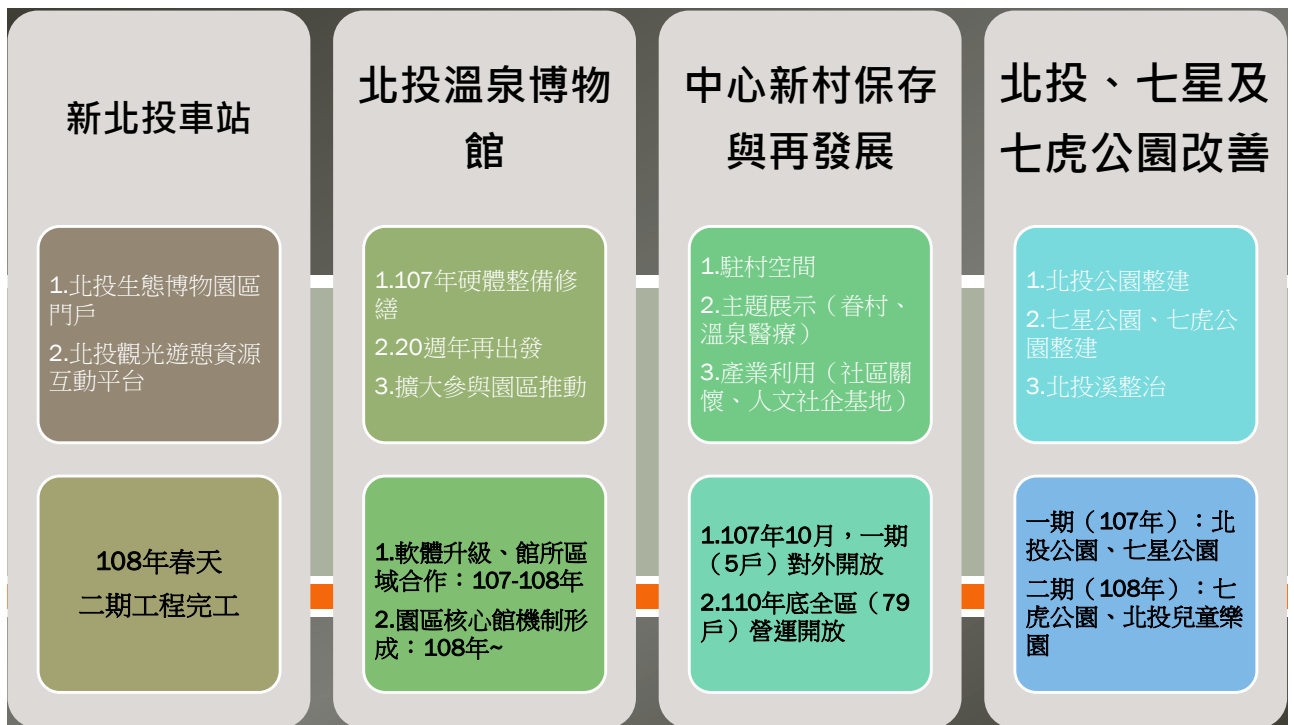 新北投車站
1.北投生態博物園區
門戶
2.北投觀光遊憩資源
互動平台
108年春天
二期工程完工
北投溫泉博物
館
1.107年硬體整備修
繕
2.20週年再出發
3.擴大參與園區推動
1.軟體升級、館所區
域合作：107-108年
2.園區核心館機制形
成：108年~
中心新村保存
與再發展
1.駐村空間
2.主題展示（眷村、
溫泉醫療）
3.產業利用（社區關
懷、人文社企基地）
1.107年10月，一期
（5戶）對外開放
2.110年底全區（79
戶）營運開放
北投、七星及
七虎公園改善
1.北投公園整建
2.七星公園、七虎公
園整建
3.北投溪整治
一期（107年）：北
投公園、七星公園
二期（108年）：七
虎公園、北投兒童樂
園